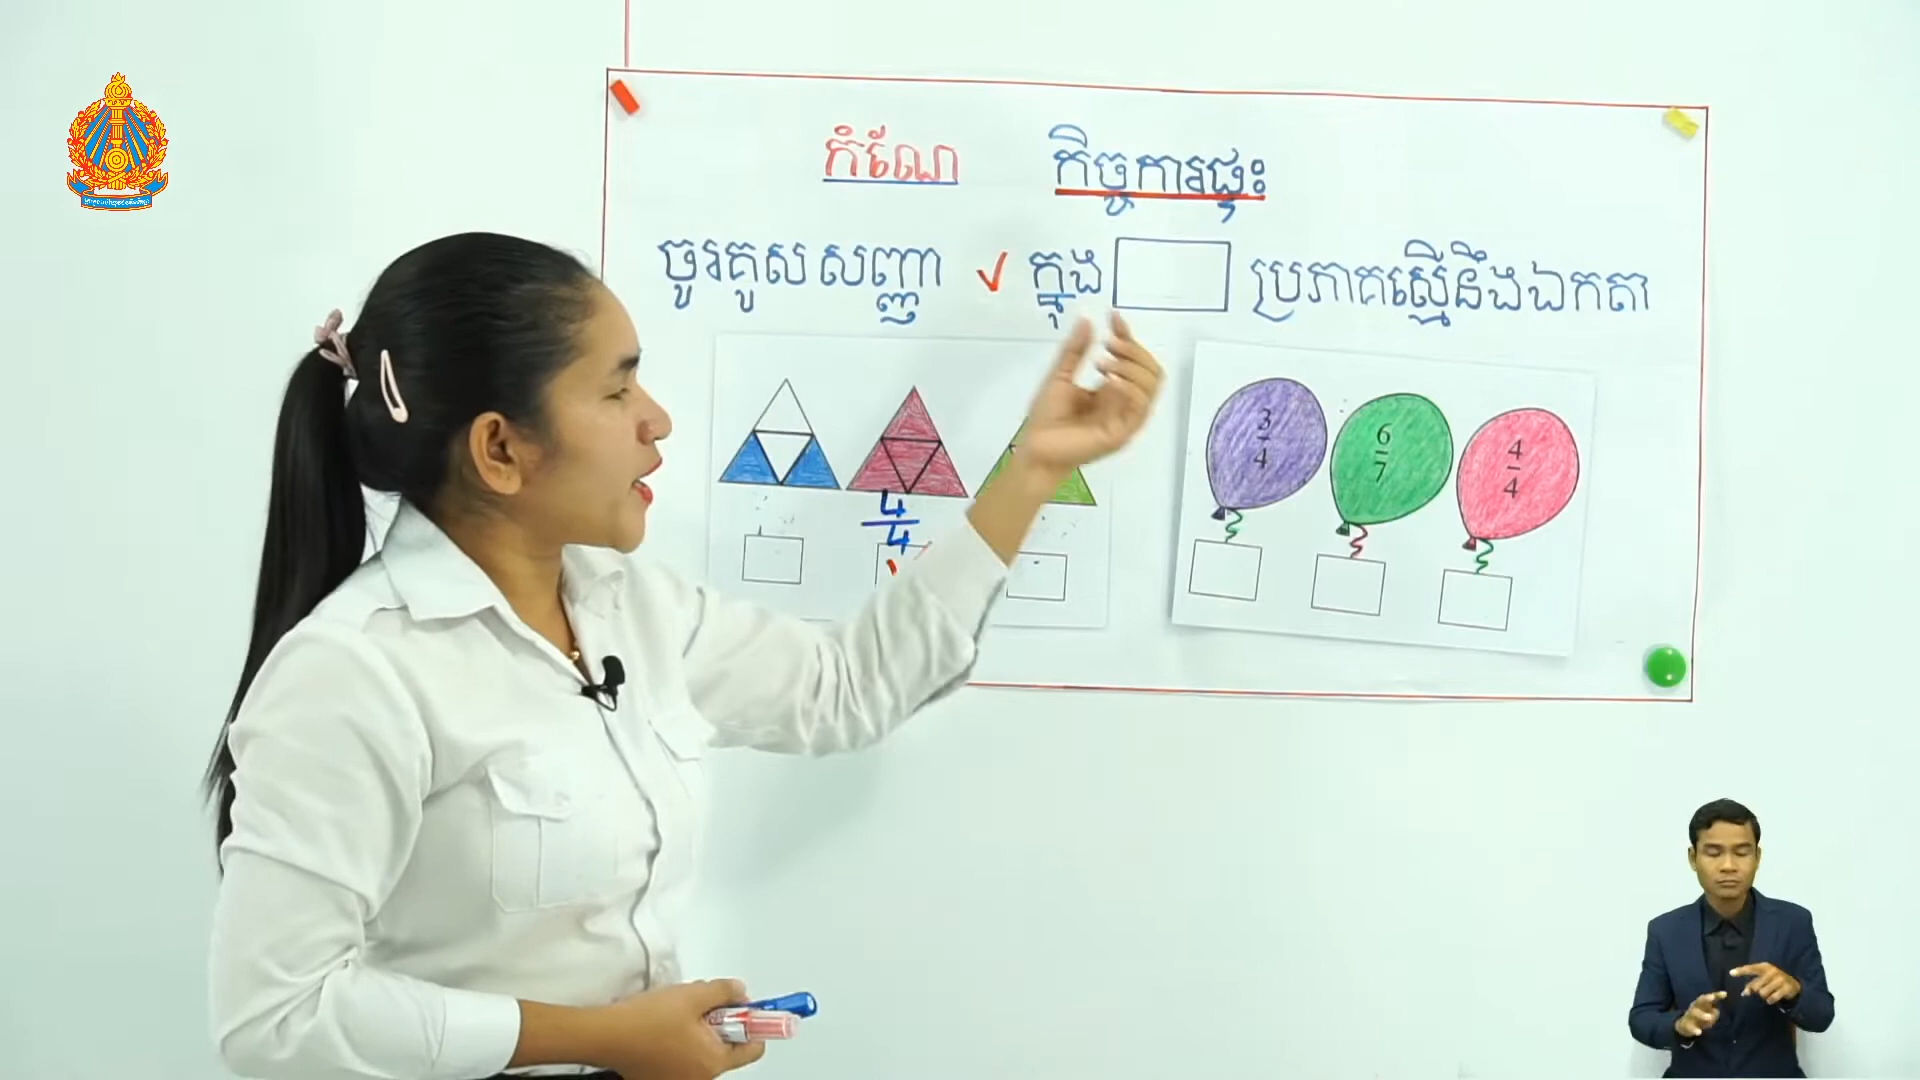 កំណែ កិច្ចការផ្ទះ
ចូរគូសសញ្ញា ✓ ក្នុង ប្រភាគស្មើនឹងឯកតា
4/4
✓
3/4 6/7 4/4